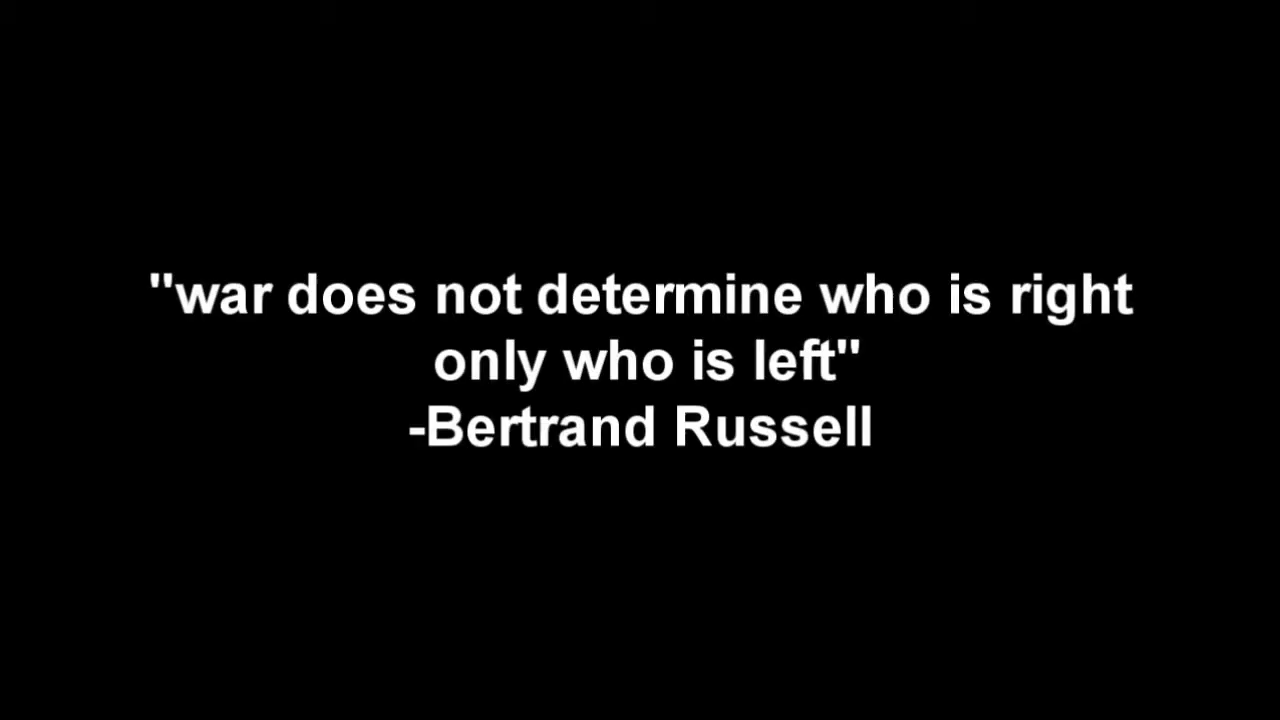 "war does not determine who is right
only who is left"
-Bertrand Russell